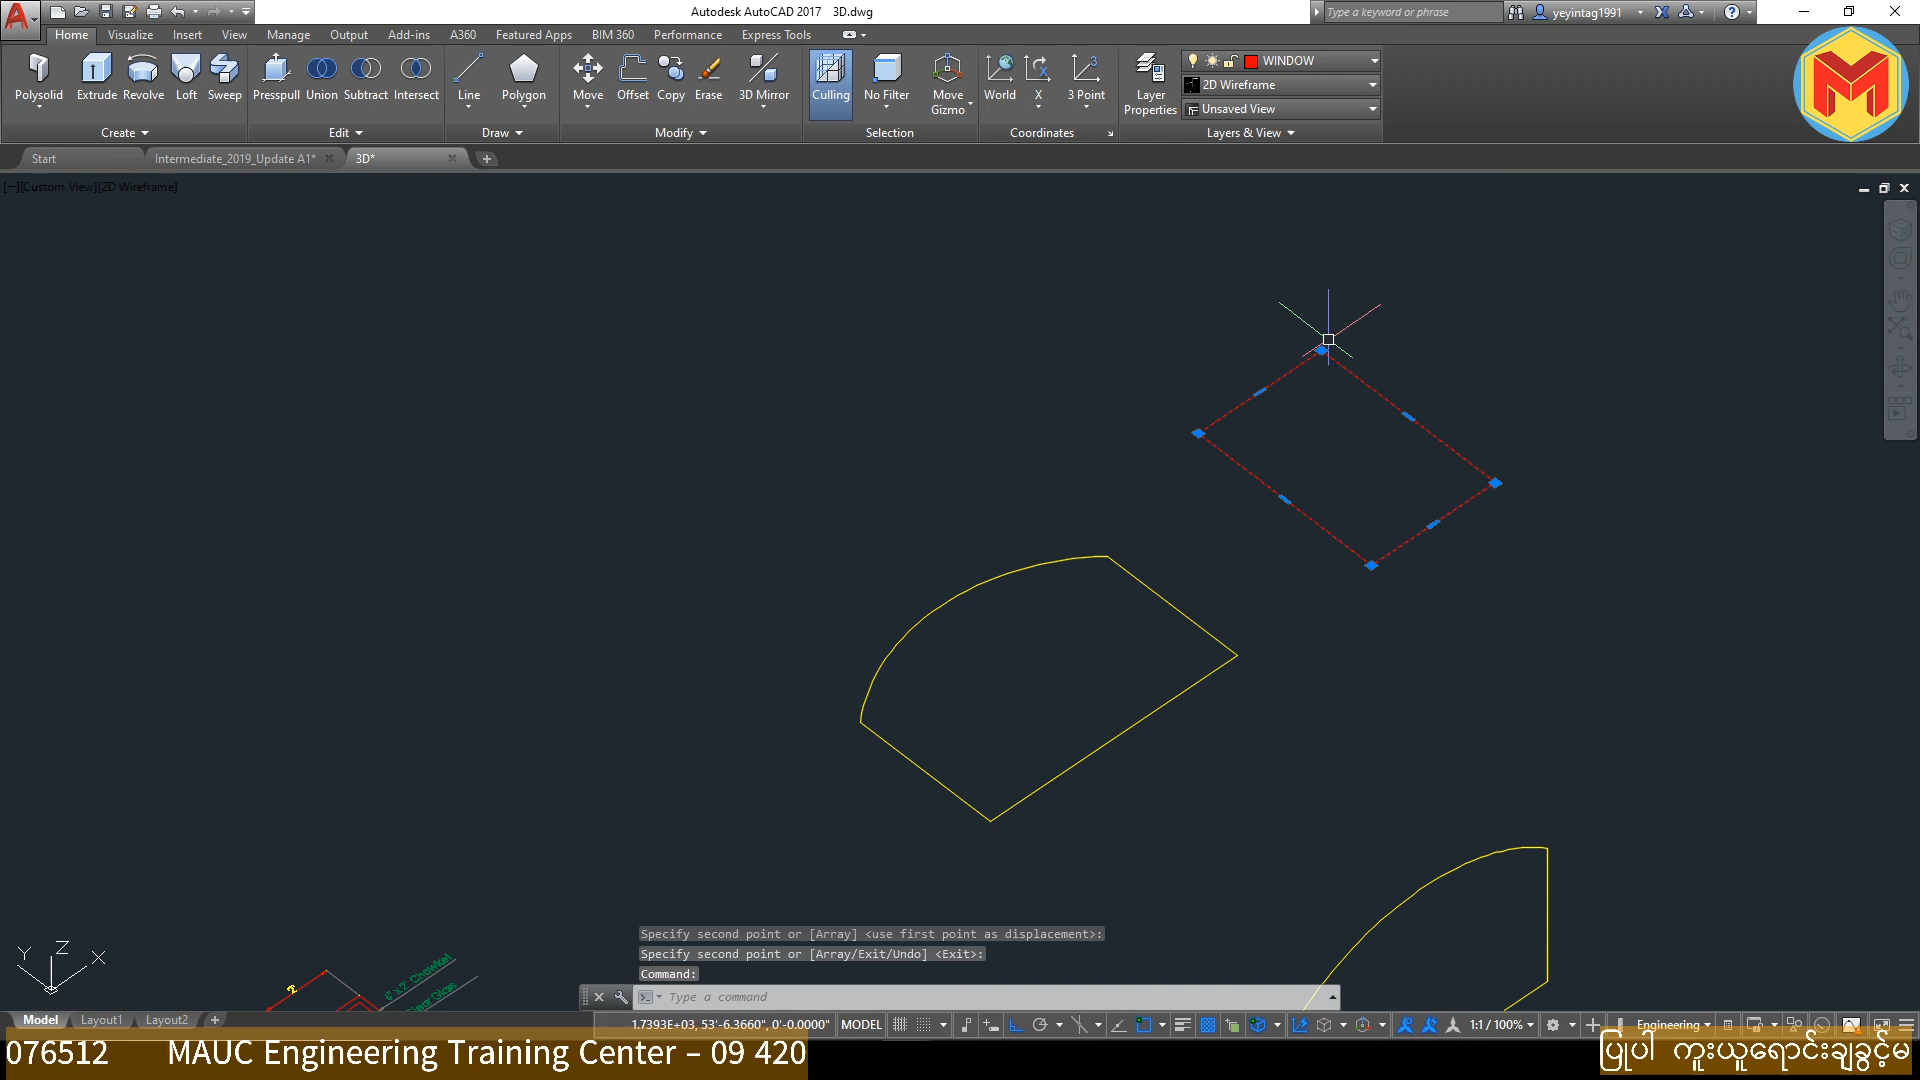 Autodesk AutoCAD 2017 3D.dwg
Type a keyword or phrase
yeyintag1991
Home Visualize Insert View Manage Output Add-ins A360 Featured Apps BIM 360 Performance Express Tools
Polysolid Extrude Revolve Loft Sweep Presspull Union Subtract Intersect Line Polygon Move Offset Copy Erase 3D Mirror Culling No Filter Move Gizmo World X 3 Point Layer Properties
WINDOW
2D Wireframe
Unsaved View
Create Edit Draw Modify Selection Coordinates Layers & View
Start Intermediate_2019_Update A1* 3D*
[−][Custom View][2D Wireframe]
Specify second point or [Array] <use first point as displacement>:
Specify second point or [Array/Exit/Undo] <Exit>:
Command:
Type a command
Y Z X
2'
6" x 2" Chowket
Model Layout1 Layout2
1.7393E+03, 53'-6.3660", 0'-0.0000" MODEL 1:1 / 100% Engineering
076512 MAUC Engineering Training Center – 09 420
ပြုပါ ကူးယူရောင်းချခွင့်မ